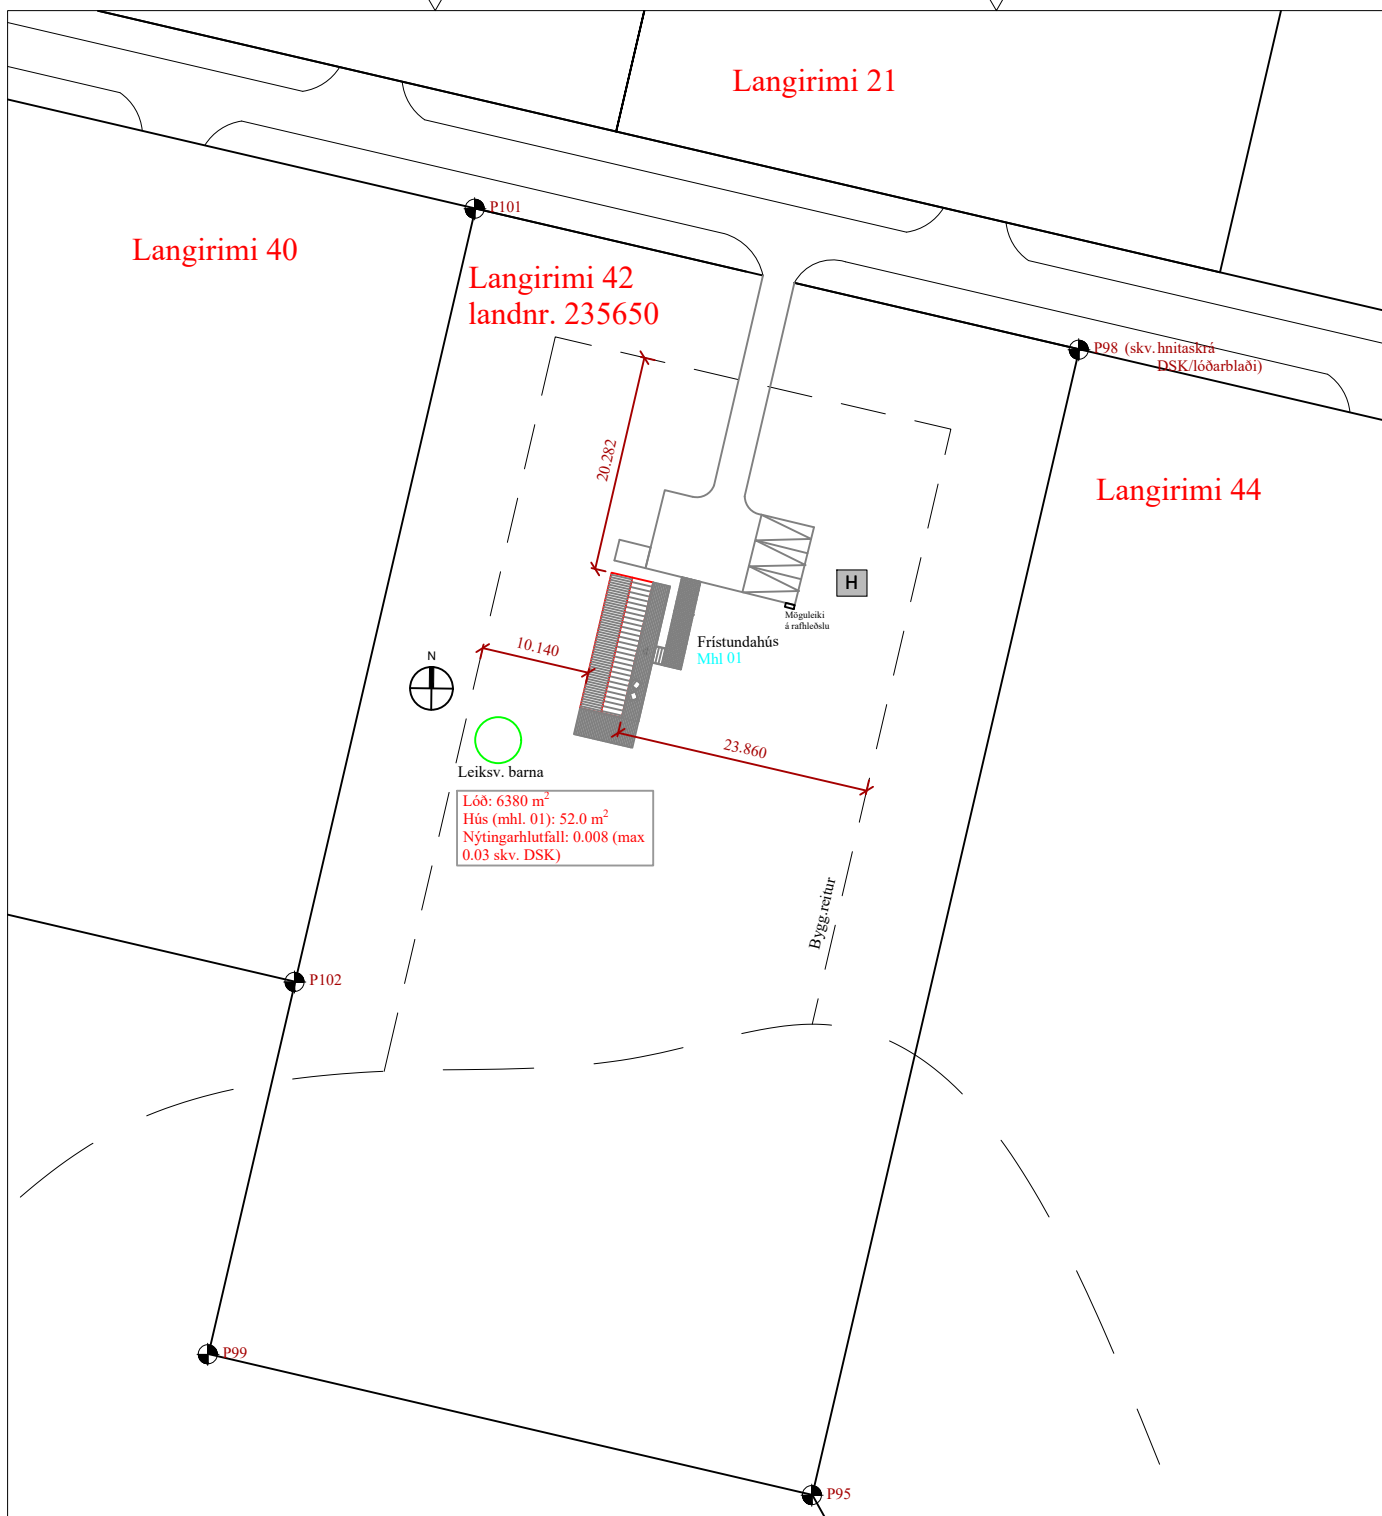 Langirimi 21
P101
Langirimi 40
Langirimi 42
landnr. 235650
P98 (skv. hnitaskrá
DSK/lóðarblaði)
20.282
Langirimi 44
H
Möguleiki
á rafhleðslu
Frístundahús
Mhl 01
10.140
N
23.860
Leiksv. barna
Lóð: 6380 m²
Hús (mhl. 01): 52.0 m²
Nýtingarhlutfall: 0.008 (max
0.03 skv. DSK)
Bygg.reitur
P102
P99
P95